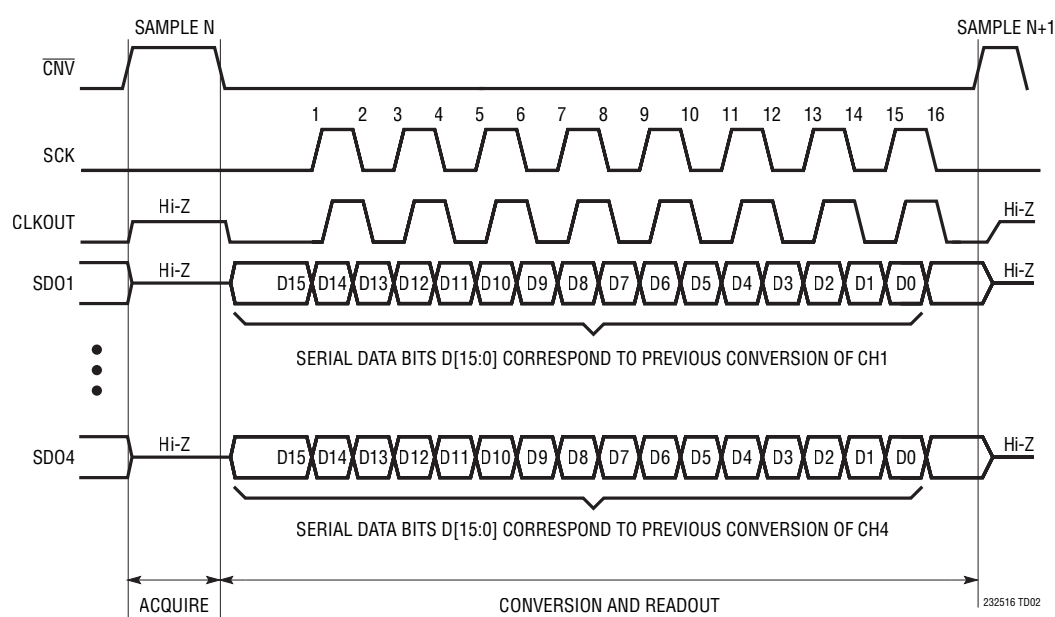 SAMPLE N SAMPLE N+1
CNV
1 2 3 4 5 6 7 8 9 10 11 12 13 14 15 16
SCK
CLKOUT Hi-Z Hi-Z
SDO1 Hi-Z D15 D14 D13 D12 D11 D10 D9 D8 D7 D6 D5 D4 D3 D2 D1 D0 Hi-Z
SERIAL DATA BITS D[15:0] CORRESPOND TO PREVIOUS CONVERSION OF CH1
SDO4 Hi-Z D15 D14 D13 D12 D11 D10 D9 D8 D7 D6 D5 D4 D3 D2 D1 D0 Hi-Z
SERIAL DATA BITS D[15:0] CORRESPOND TO PREVIOUS CONVERSION OF CH4
ACQUIRE CONVERSION AND READOUT 232516 TD02